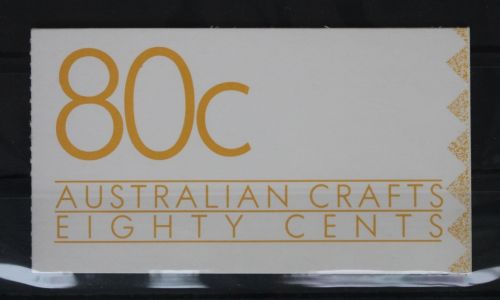 80c
AUSTRALIAN CRAFTS
EIGHTY CENTS